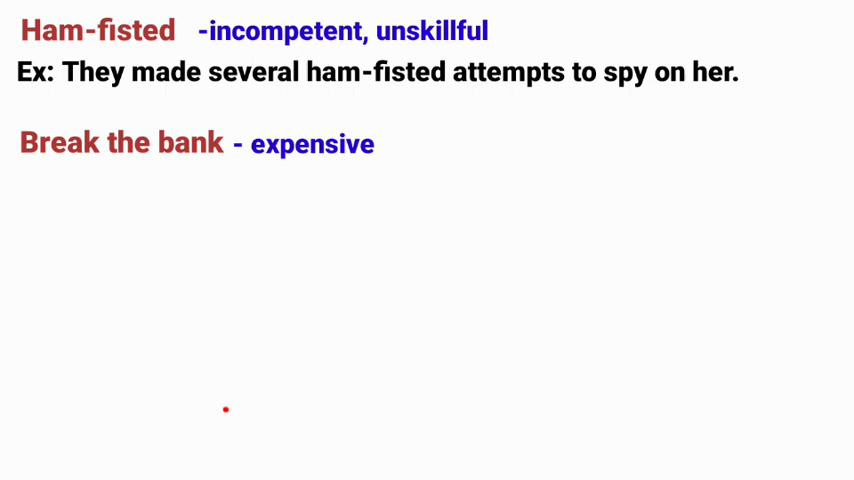 Ham-fisted -incompetent, unskillful
Ex: They made several ham-fisted attempts to spy on her.
Break the bank - expensive